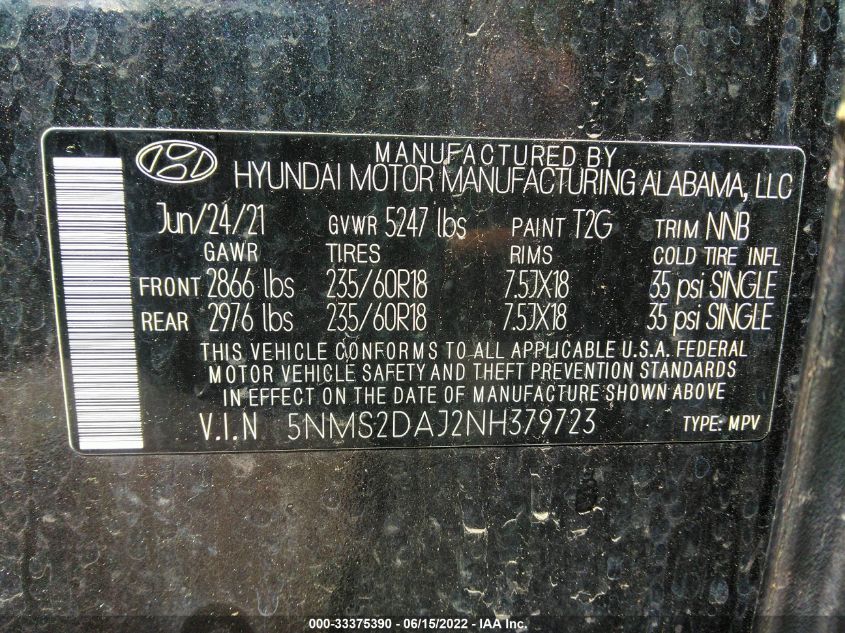 MANUFACTURED BY
HYUNDAI MOTOR MANUFACTURING ALABAMA, LLC
Jun/24/21 GVWR 5247 lbs PAINT T2G TRIM NNB
GAWR TIRES RIMS COLD TIRE INFL
FRONT 2866 lbs 235/60R18 7.5JX18 35 psi SINGLE
REAR 2976 lbs 235/60R18 7.5JX18 35 psi SINGLE
THIS VEHICLE CONFORMS TO ALL APPLICABLE U.S.A. FEDERAL
MOTOR VEHICLE SAFETY AND THEFT PREVENTION STANDARDS
IN EFFECT ON THE DATE OF MANUFACTURE SHOWN ABOVE
V.I.N 5NMS2DAJ2NH379723 TYPE: MPV
000-33375390 - 06/15/2022 - IAA Inc.